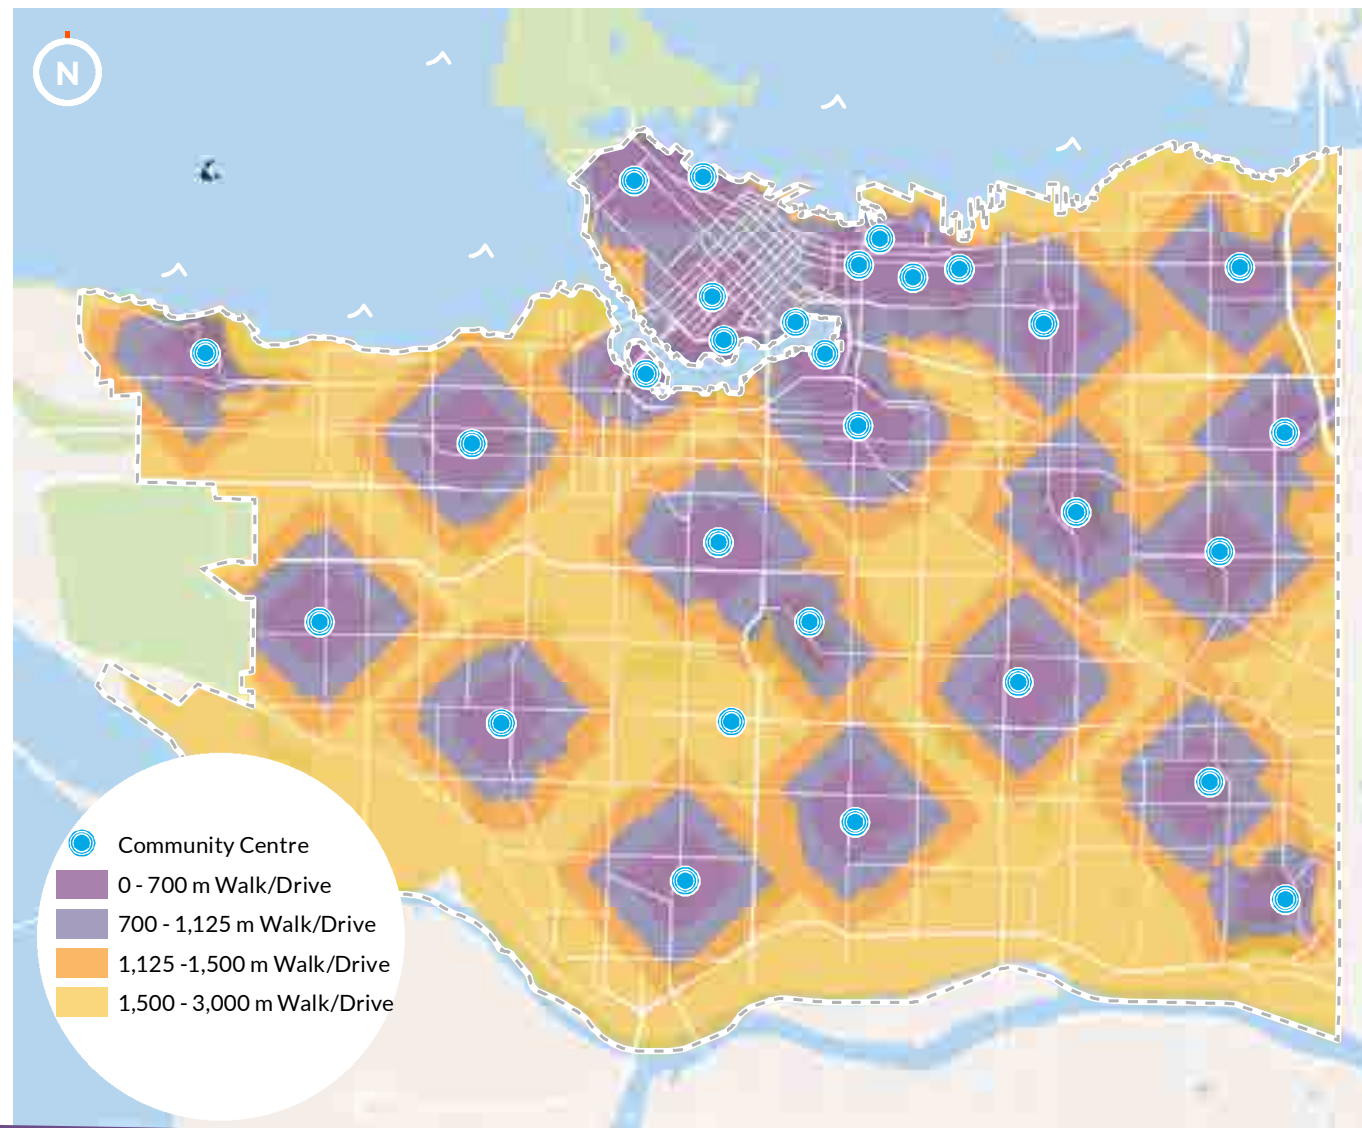 N
Community Centre
0 - 700 m Walk/Drive
700 - 1,125 m Walk/Drive
1,125 -1,500 m Walk/Drive
1,500 - 3,000 m Walk/Drive